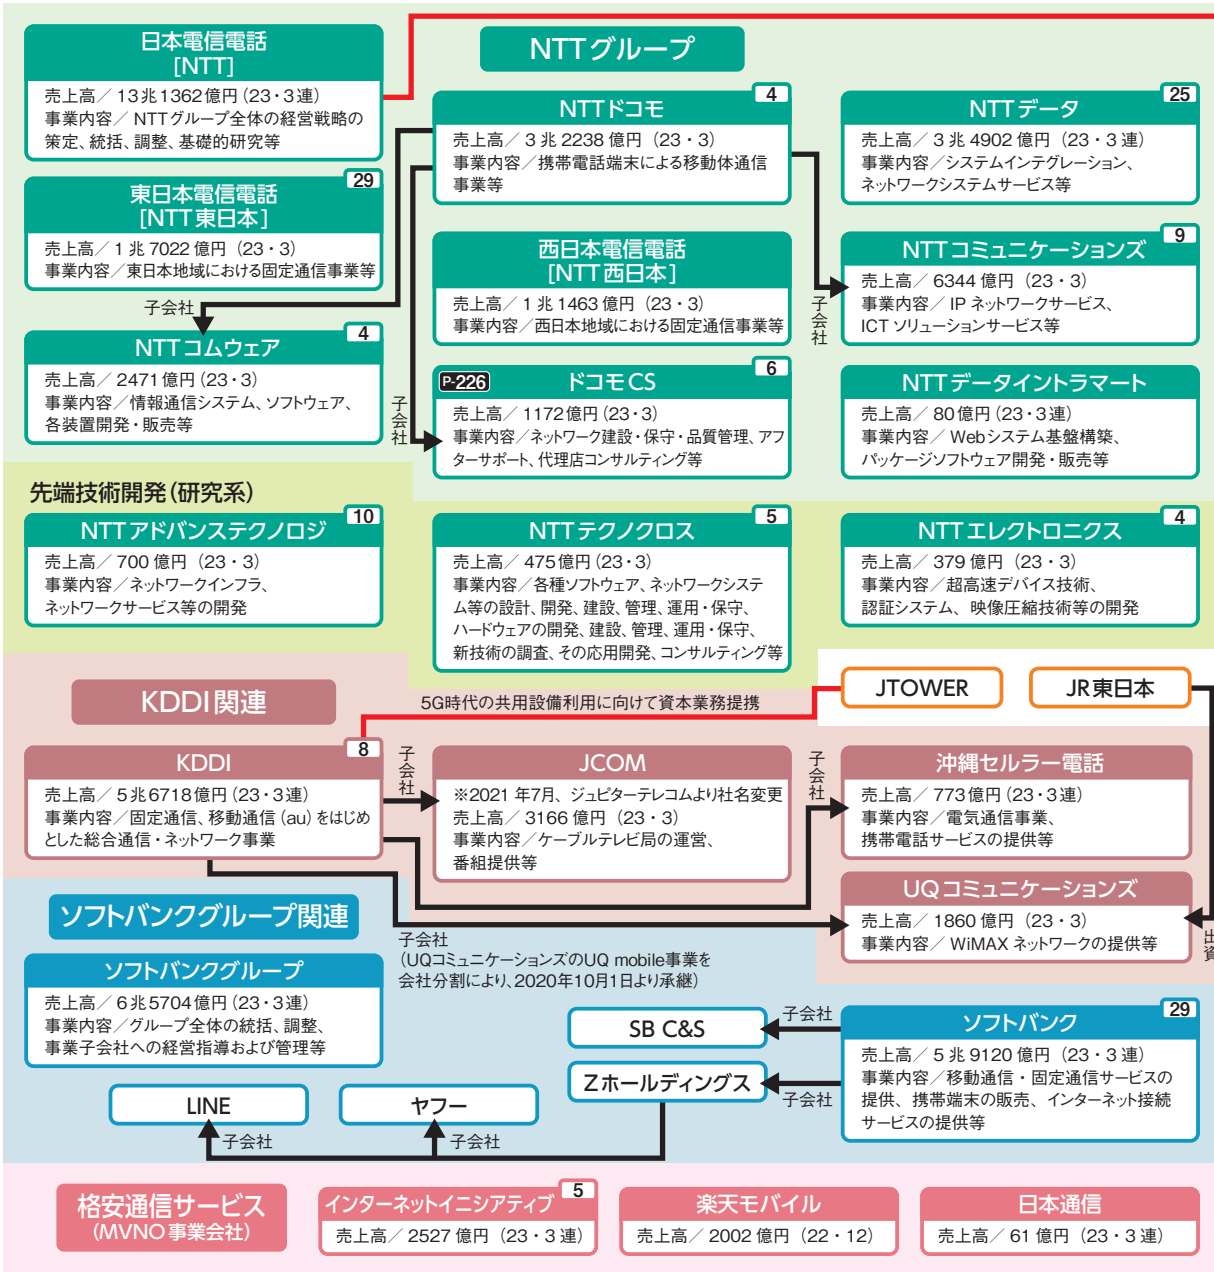 日本電信電話
[NTT]
売上高／13兆1362億円（23・3連）
事業内容／NTTグループ全体の経営戦略の
策定、統括、調整、基礎的研究等
NTTグループ
NTTドコモ
4
売上高／3兆2238億円（23・3）
事業内容／携帯電話端末による移動体通信
事業等
NTTデータ
25
売上高／3兆4902億円（23・3連）
事業内容／システムインテグレーション、
ネットワークシステムサービス等
東日本電信電話
[NTT東日本]
29
売上高／1兆7022億円（23・3）
事業内容／東日本地域における固定通信事業等
西日本電信電話
[NTT西日本]
売上高／1兆1463億円（23・3）
事業内容／西日本地域における固定通信事業等
NTTコミュニケーションズ
9
売上高／6344億円（23・3）
事業内容／IPネットワークサービス、
ICTソリューションサービス等
子会社
子会社
NTTコムウェア
4
売上高／2471億円（23・3）
事業内容／情報通信システム、ソフトウェア、
各装置開発・販売等
子会社
P-226
ドコモCS
6
売上高／1172億円（23・3）
事業内容／ネットワーク建設・保守・品質管理、アフ
ターサポート、代理店コンサルティング等
NTTデータイントラマート
売上高／80億円（23・3連）
事業内容／Webシステム基盤構築、
パッケージソフトウェア開発・販売等
先端技術開発（研究系）
NTTアドバンステクノロジ
10
売上高／700億円（23・3）
事業内容／ネットワークインフラ、
ネットワークサービス等の開発
NTTテクノクロス
5
売上高／475億円（23・3）
事業内容／各種ソフトウェア、ネットワークシステ
ム等の設計、開発、建設、管理、運用・保守、
ハードウェアの開発、建設、管理、運用・保守、
新技術の調査、その応用開発、コンサルティング等
NTTエレクトロニクス
4
売上高／379億円（23・3）
事業内容／超高速デバイス技術、
認証システム、映像圧縮技術等の開発
KDDI関連
5G時代の共用設備利用に向けて資本業務提携
JTOWER
JR東日本
KDDI
8
売上高／5兆6718億円（23・3連）
事業内容／固定通信、移動通信（au）をはじめ
とした総合通信・ネットワーク事業
子会社
JCOM
※2021年7月、ジュピターテレコムより社名変更
売上高／3166億円（23・3）
事業内容／ケーブルテレビ局の運営、
番組提供等
子会社
沖縄セルラー電話
売上高／773億円（23・3連）
事業内容／電気通信事業、
携帯電話サービスの提供等
UQコミュニケーションズ
売上高／1860億円（23・3）
事業内容／WiMAXネットワークの提供等
出資
ソフトバンクグループ関連
子会社
（UQコミュニケーションズのUQ mobile事業を
会社分割により、2020年10月1日より承継）
ソフトバンクグループ
売上高／6兆5704億円（23・3連）
事業内容／グループ全体の統括、調整、
事業子会社への経営指導および管理等
SB C&S
子会社
Zホールディングス
子会社
ソフトバンク
29
売上高／5兆9120億円（23・3連）
事業内容／移動通信・固定通信サービスの
提供、携帯端末の販売、インターネット接続
サービスの提供等
LINE
ヤフー
子会社
子会社
格安通信サービス
（MVNO事業会社）
インターネットイニシアティブ
5
売上高／2527億円（23・3連）
楽天モバイル
売上高／2002億円（22・12）
日本通信
売上高／61億円（23・3連）